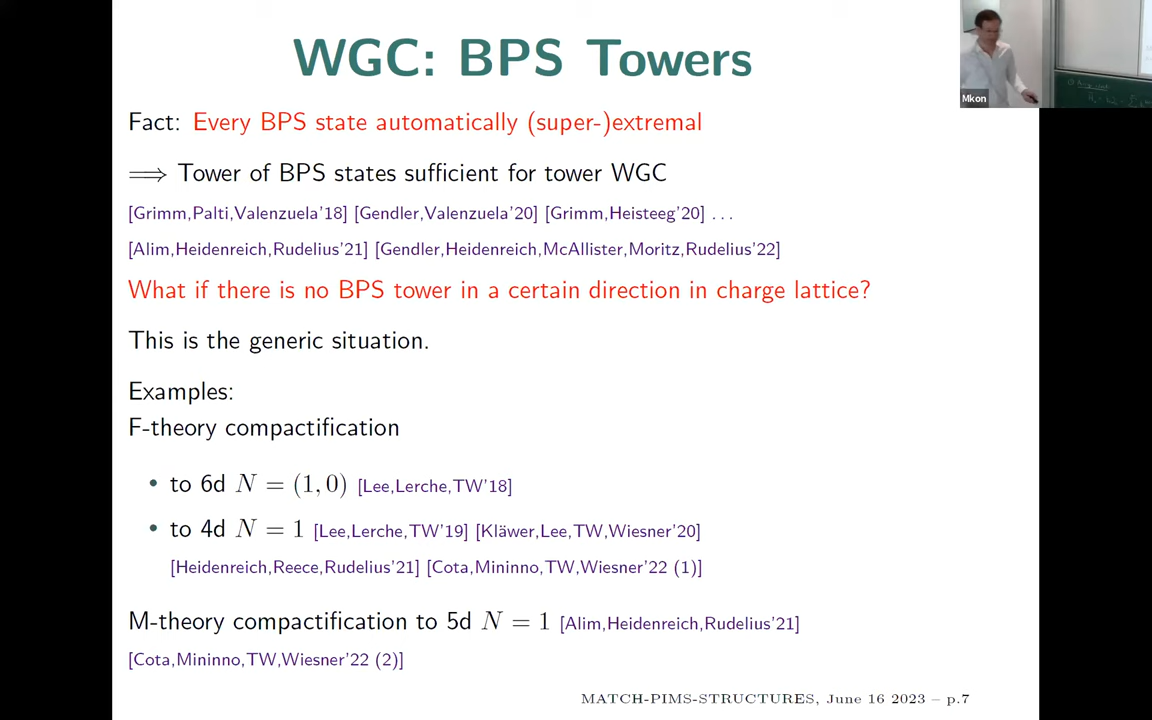 WGC: BPS Towers
Mkon
Fact: Every BPS state automatically (super-)extremal
⟹ Tower of BPS states sufficient for tower WGC
[Grimm,Palti,Valenzuela'18] [Gendler,Valenzuela'20] [Grimm,Heisteeg'20] …
[Alim,Heidenreich,Rudelius'21] [Gendler,Heidenreich,McAllister,Moritz,Rudelius'22]
What if there is no BPS tower in a certain direction in charge lattice?
This is the generic situation.
Examples:
F-theory compactification
• to 6d N = (1, 0) [Lee,Lerche,TW'18]
• to 4d N = 1 [Lee,Lerche,TW'19] [Kläwer,Lee,TW,Wiesner'20]
[Heidenreich,Reece,Rudelius'21] [Cota,Mininno,TW,Wiesner'22 (1)]
M-theory compactification to 5d N = 1 [Alim,Heidenreich,Rudelius'21]
[Cota,Mininno,TW,Wiesner'22 (2)]
MATCH-PIMS-STRUCTURES, June 16 2023 – p.7